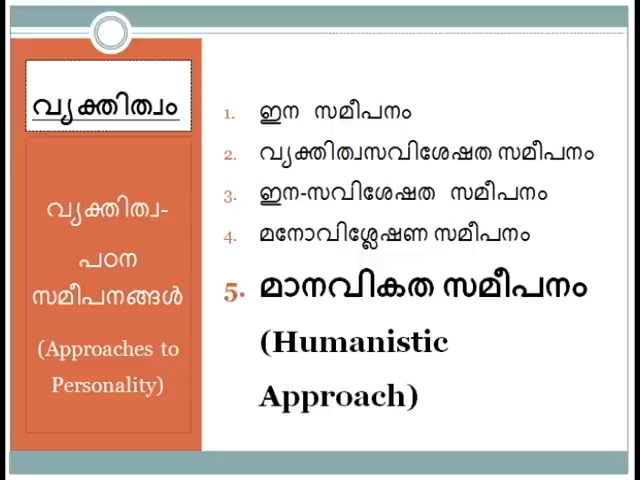 വ്യക്തിത്വം
വ്യക്തിത്വ-
പഠന
സമീപനങ്ങൾ
(Approaches to
Personality)
1. ഇന സമീപനം
2. വ്യക്തിത്വസവിശേഷത സമീപനം
3. ഇന-സവിശേഷത സമീപനം
4. മനോവിശ്ലേഷണ സമീപനം
5. മാനവികത സമീപനം
(Humanistic
Approach)